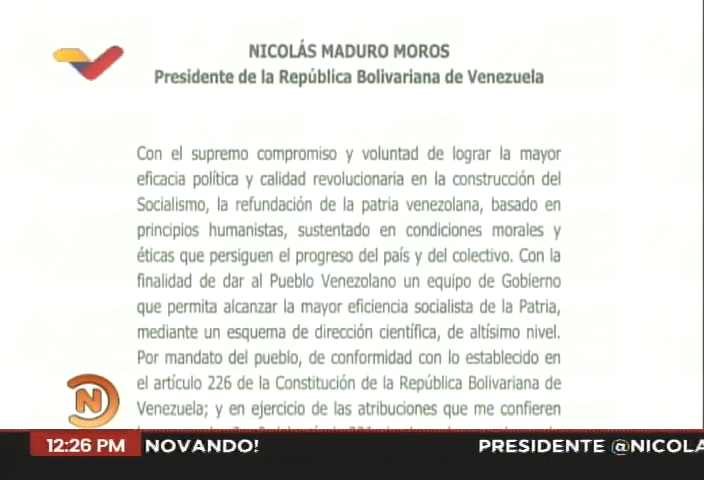 NICOLÁS MADURO MOROS
Presidente de la República Bolivariana de Venezuela
Con el supremo compromiso y voluntad de lograr la mayor
eficacia política y calidad revolucionaria en la construcción del
Socialismo, la refundación de la patria venezolana, basado en
principios humanistas, sustentado en condiciones morales y
éticas que persiguen el progreso del país y del colectivo. Con la
finalidad de dar al Pueblo Venezolano un equipo de Gobierno
que permita alcanzar la mayor eficiencia socialista de la Patria,
mediante un esquema de dirección científica, de altísimo nivel.
Por mandato del pueblo, de conformidad con lo establecido en
el artículo 226 de la Constitución de la República Bolivariana de
Venezuela; y en ejercicio de las atribuciones que me confieren
N
12:26 PM NOVANDO! PRESIDENTE @NICOLA